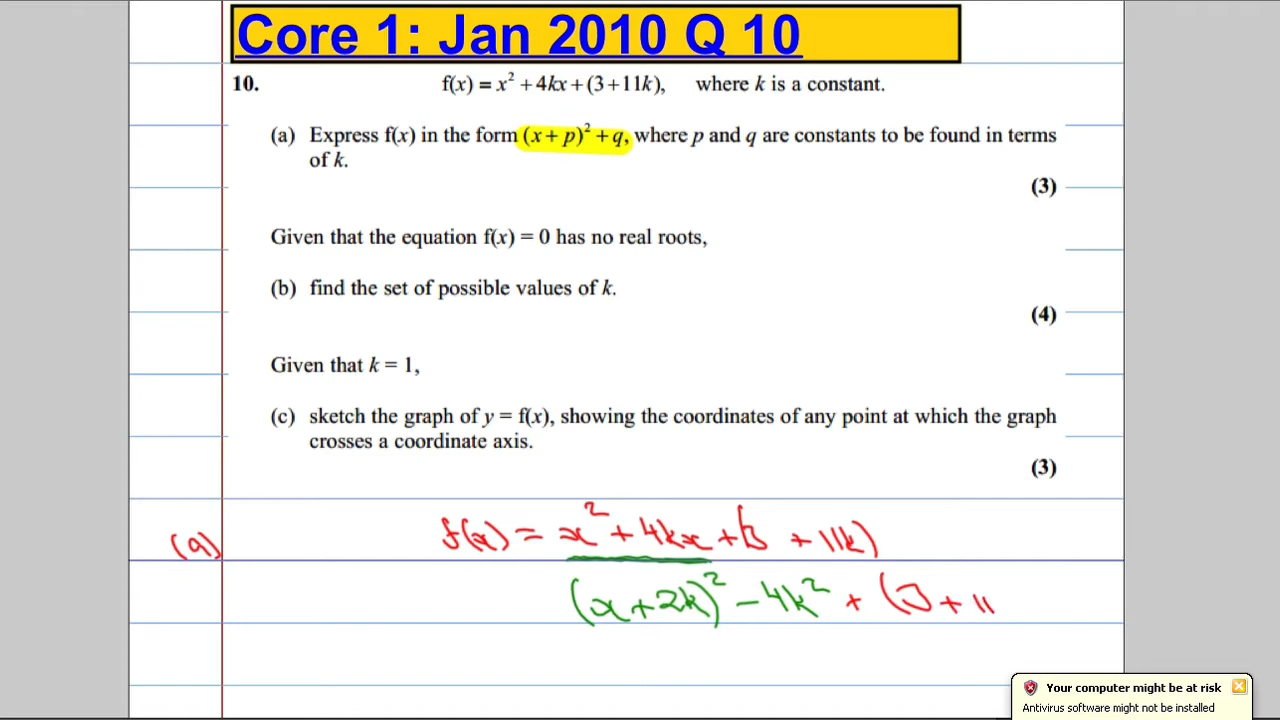 Core 1: Jan 2010 Q 10
10. f(x) = x² + 4kx + (3 + 11k), where k is a constant.
(a) Express f(x) in the form (x + p)² + q, where p and q are constants to be found in terms
of k.
(3)
Given that the equation f(x) = 0 has no real roots,
(b) find the set of possible values of k.
(4)
Given that k = 1,
(c) sketch the graph of y = f(x), showing the coordinates of any point at which the graph
crosses a coordinate axis.
(3)
(a) f(x) = x² + 4kx + (3 + 11k)
(x + 2k)² - 4k² + (3 + 11
Your computer might be at risk
Antivirus software might not be installed